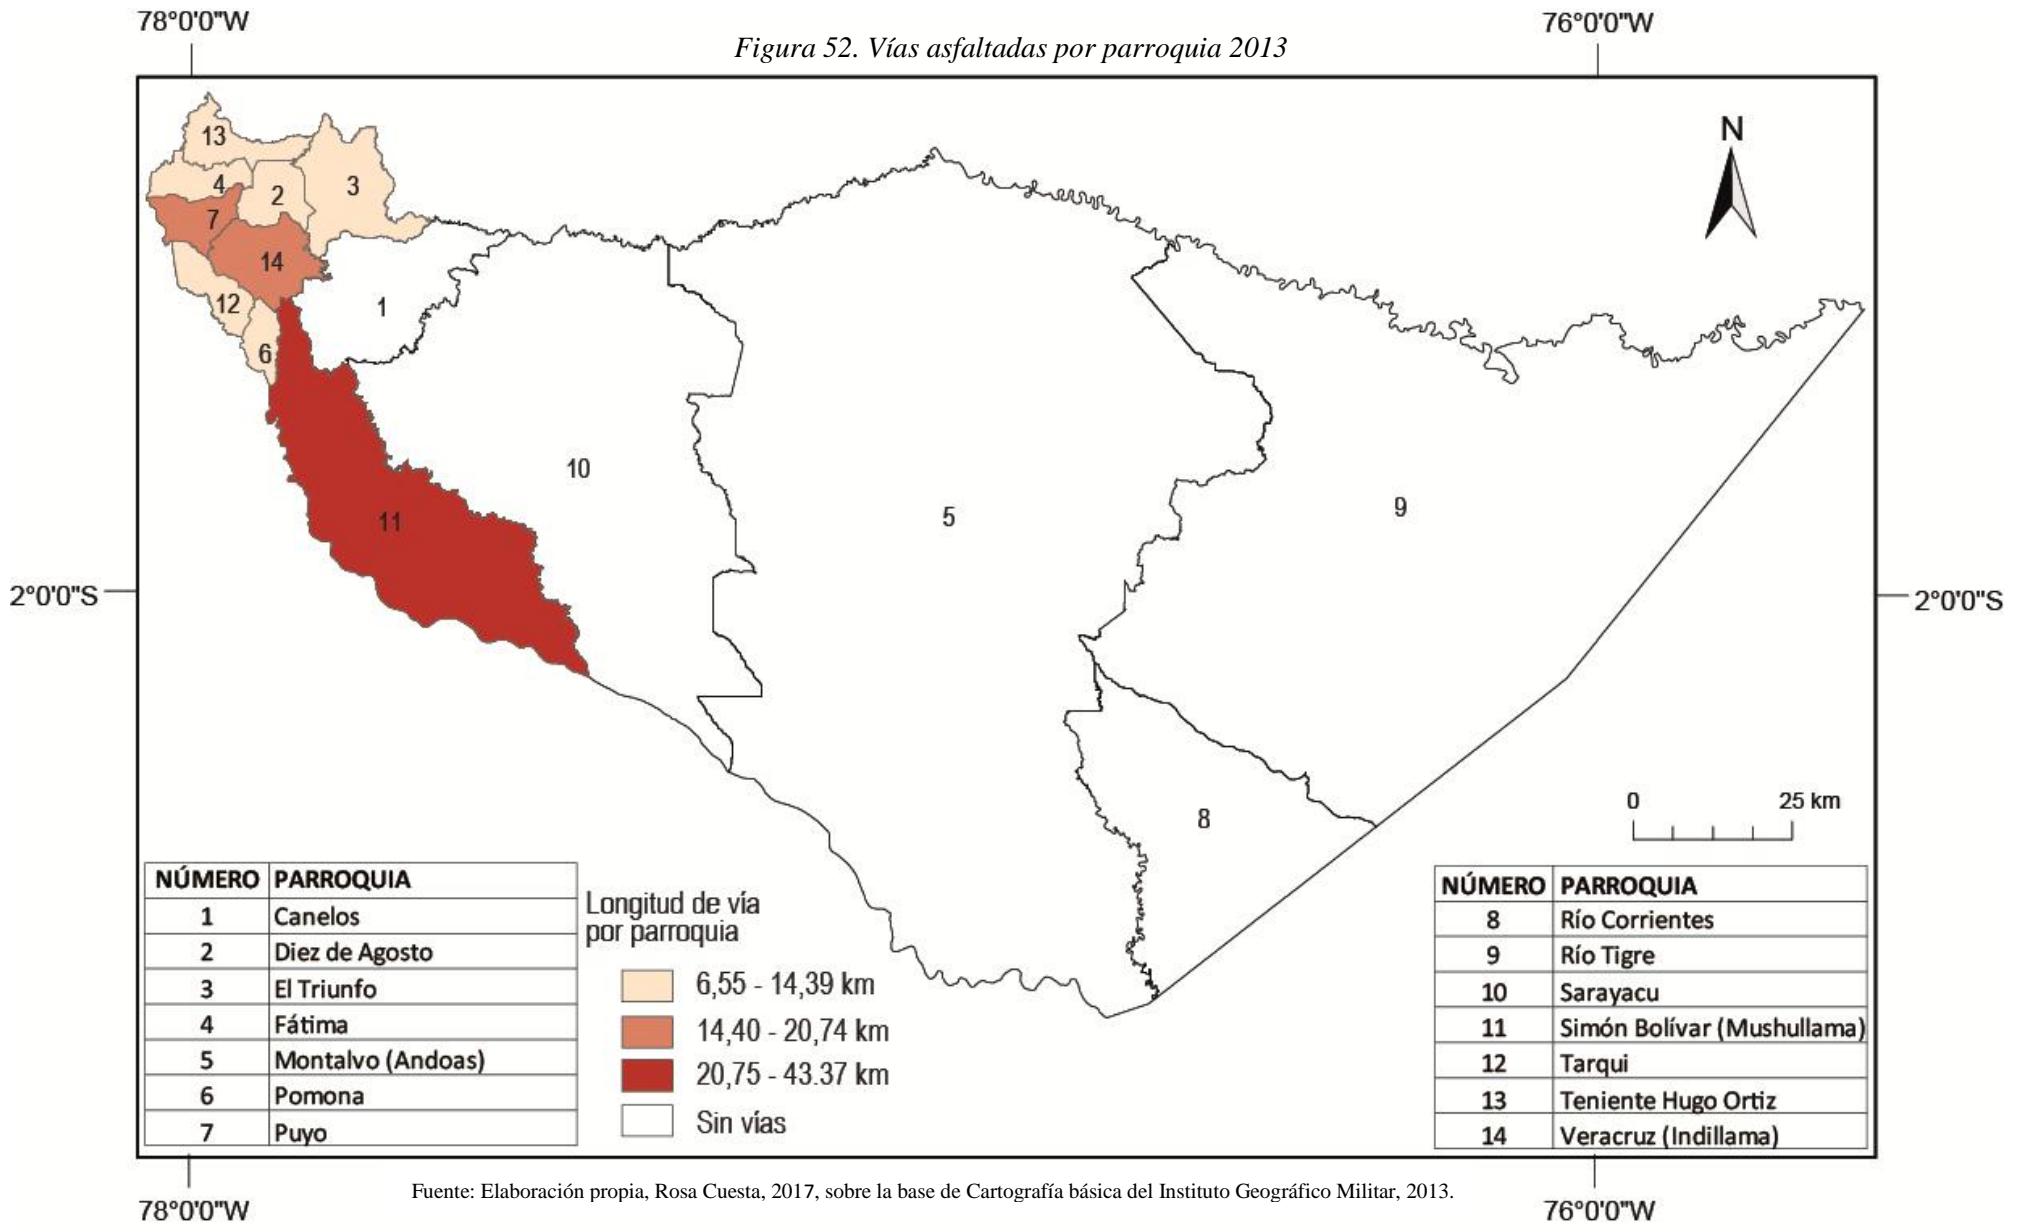 78°0'0"W
76°0'0"W
Figura 52. Vías asfaltadas por parroquia 2013
N
13
4
2
3
7
14
1
12
6
10
11
5
9
8
2°0'0"S
2°0'0"S
0 25 km
NÚMERO PARROQUIA
1 Canelos
2 Diez de Agosto
3 El Triunfo
4 Fátima
5 Montalvo (Andoas)
6 Pomona
7 Puyo
Longitud de vía
por parroquia
6,55 - 14,39 km
14,40 - 20,74 km
20,75 - 43.37 km
Sin vías
NÚMERO PARROQUIA
8 Río Corrientes
9 Río Tigre
10 Sarayacu
11 Simón Bolívar (Mushullama)
12 Tarqui
13 Teniente Hugo Ortiz
14 Veracruz (Indillama)
Fuente: Elaboración propia, Rosa Cuesta, 2017, sobre la base de Cartografía básica del Instituto Geográfico Militar, 2013.
78°0'0"W
76°0'0"W